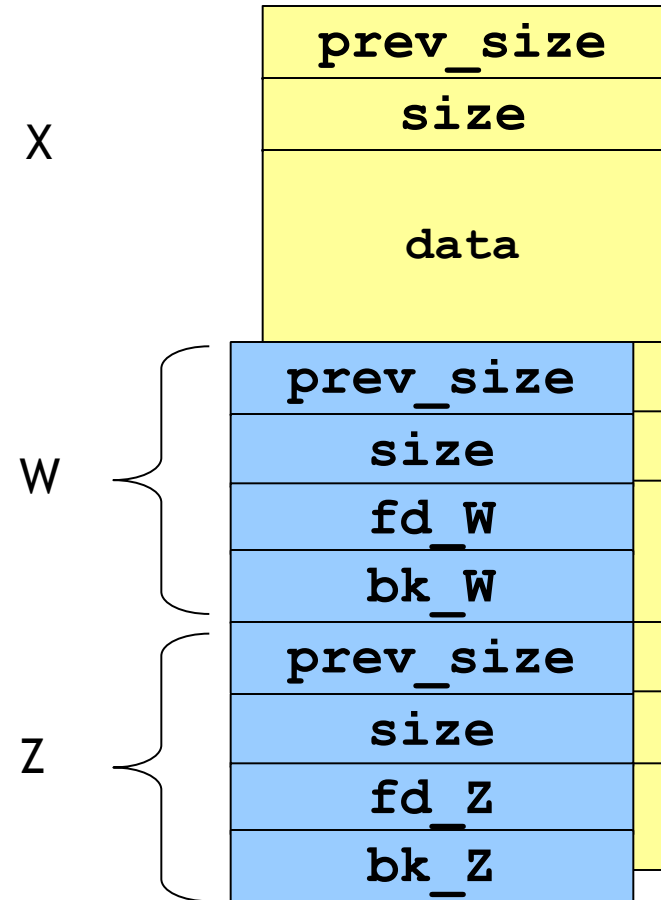 prev_size
size
X
data
prev_size
size
W
fd_W
bk_W
prev_size
size
Z
fd_Z
bk_Z